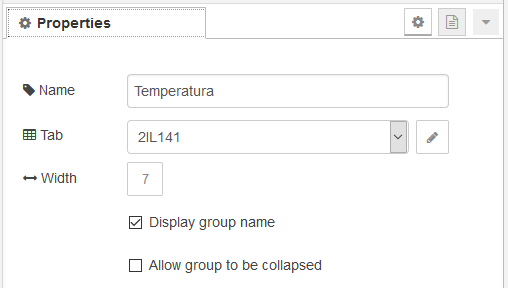 Properties
Name
Temperatura
Tab
2IL141
Width
7
Display group name
Allow group to be collapsed